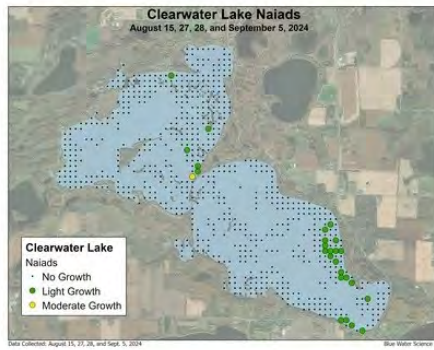 Clearwater Lake Naiads
August 15, 27, 28, and September 5, 2024
Clearwater Lake
Naiads
No Growth
Light Growth
Moderate Growth
Data Collected: August 15, 27, 28, and Sept. 5, 2024
Blue Water Science